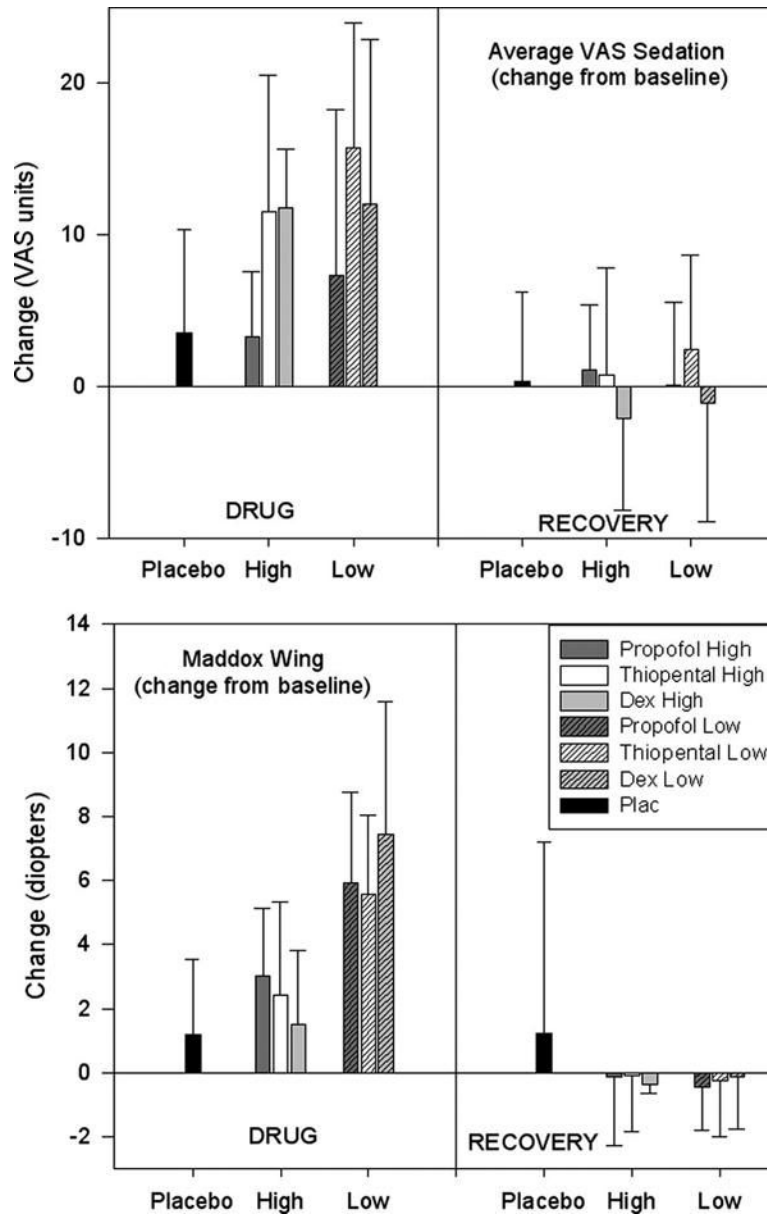 Average VAS Sedation
(change from baseline)
Change (VAS units)
20
10
0
-10
DRUG
RECOVERY
Placebo High Low Placebo High Low
Maddox Wing
(change from baseline)
Change (diopters)
14
12
10
8
6
4
2
0
-2
Propofol High
Thiopental High
Dex High
Propofol Low
Thiopental Low
Dex Low
Plac
DRUG
RECOVERY
Placebo High Low Placebo High Low